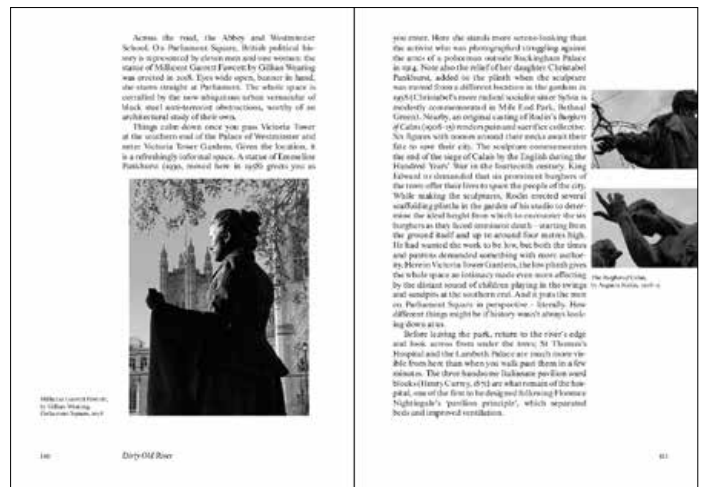 Across the road, the Abbey and Westminster
School. On Parliament Square, British political his-
tory is represented by eleven men and one woman: the
statue of Millicent Garrett Fawcett by Gillian Wearing
was erected in 2018. Eyes wide open, banner in hand,
she stares straight at Parliament. The whole space is
corralled by the now-ubiquitous urban vernacular of
black steel anti-terrorist obstructions, worthy of an
architectural study of their own.
Things calm down once you pass Victoria Tower
at the southern end of the Palace of Westminster and
enter Victoria Tower Gardens. Given the location, it
is a refreshingly informal space. A statue of Emmeline
Pankhurst (1930, moved here in 1958) greets you as
Millicent Garrett Fawcett,
by Gillian Wearing,
Parliament Square, 2018
Dirty Old River
you enter. Here she stands more serene-looking than
the activist who was photographed struggling against
the arms of a policeman outside Buckingham Palace
in 1914. Note also the relief of her daughter Christabel
Pankhurst, added to the plinth when the sculpture
was moved from a different location in the gardens in
1958 (Christabel's more radical socialist sister Sylvia is
modestly commemorated in Mile End Park, Bethnal
Green). Nearby, an original casting of Rodin's Burghers
of Calais (1908–19) renders pain and sacrifice collective.
Six figures with nooses around their necks await their
fate to save their city. The sculpture commemorates
the end of the siege of Calais by the English during the
Hundred Years' War in the fourteenth century. King
Edward III demanded that six prominent burghers of
the town offer their lives to spare the people of the city.
While making the sculptures, Rodin erected several
scaffolding plinths in the garden of his studio to deter-
mine the ideal height from which to encounter the six
burghers as they faced imminent death – starting from
the ground itself and up to around four metres high.
He had wanted the work to be low, but both the times
and patrons demanded something with more author-
ity. Here in Victoria Tower Gardens, the low plinth gives
the whole space an intimacy made even more affecting
by the distant sound of children playing in the swings
and sandpits at the southern end. And it puts the men
on Parliament Square in perspective – literally. How
different things might be if history wasn't always look-
ing down at us.
Before leaving the park, return to the river's edge
and look across from under the trees; St Thomas's
Hospital and the Lambeth Palace are much more vis-
ible from here than when you walk past them in a few
minutes. The three handsome Italianate pavilion ward
blocks (Henry Currey, 1871) are what remain of the hos-
pital, one of the first to be designed following Florence
Nightingale's 'pavilion principle', which separated
beds and improved ventilation.
The Burghers of Calais,
by Auguste Rodin,